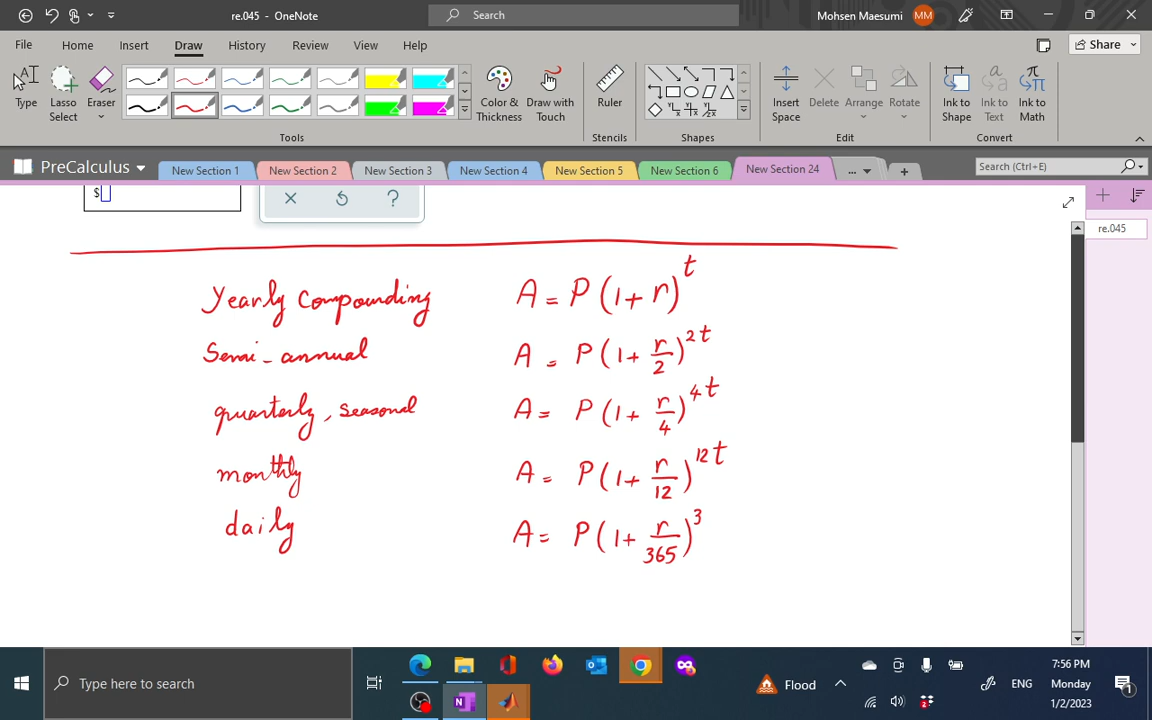 re.045 - OneNote
Search
Mohsen Maesumi MM
File Home Insert Draw History Review View Help
Share
Type Lasso Select Eraser Color & Thickness Draw with Touch Ruler Insert Space Delete Arrange Rotate Ink to Shape Ink to Text Ink to Math
Tools Stencils Shapes Edit Convert
PreCalculus New Section 1 New Section 2 New Section 3 New Section 4 New Section 5 New Section 6 New Section 24 ... + Search (Ctrl+E)
$
× ?
re.045
Yearly Compounding A = P(1+r)^t
Semi-annual A = P(1+r/2)^2t
quarterly, seasonal A = P(1+r/4)^4t
monthly A = P(1+r/12)^12t
daily A = P(1+r/365)^3
Type here to search
Flood
ENG
7:56 PM
Monday
1/2/2023
1